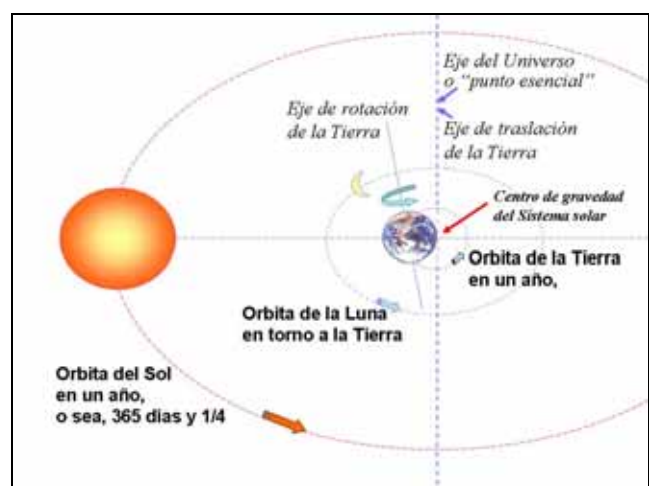 Eje del Universo
o "punto esencial"
Eje de rotación
de la Tierra
Eje de traslación
de la Tierra
Centro de gravedad
del Sistema solar
Orbita de la Tierra
en un año,
Orbita de la Luna
en torno a la Tierra
Orbita del Sol
en un año,
o sea, 365 dias y 1/4